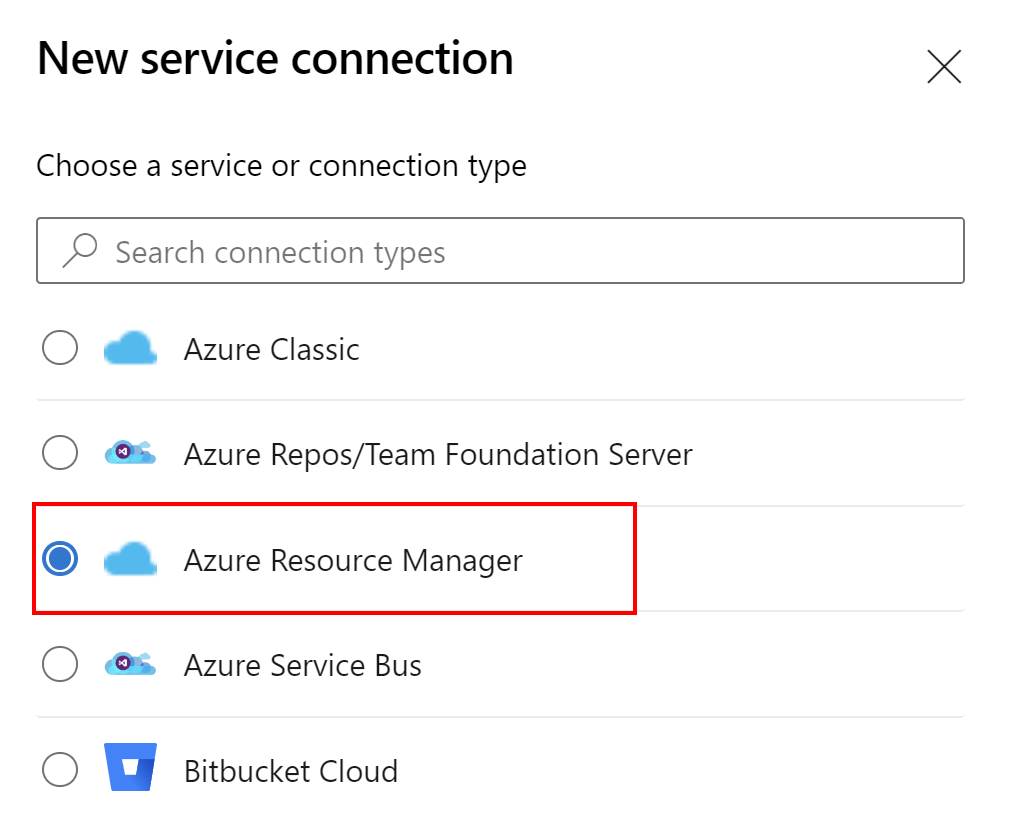 New service connection
Choose a service or connection type
Search connection types
Azure Classic
Azure Repos/Team Foundation Server
Azure Resource Manager
Azure Service Bus
Bitbucket Cloud